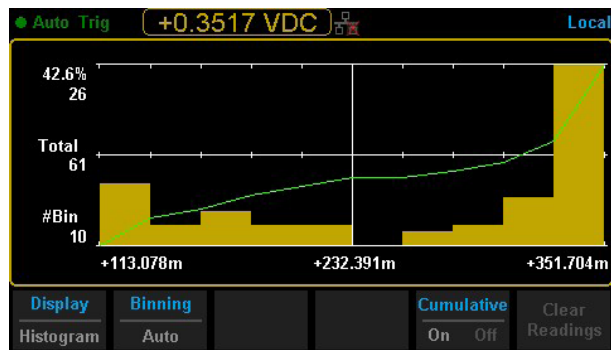 Auto Trig +0.3517 VDC Local
42.6%
26
Total
61
#Bin
10
+113.078m +232.391m +351.704m
Display Binning Cumulative Clear
Histogram Auto On Off Readings